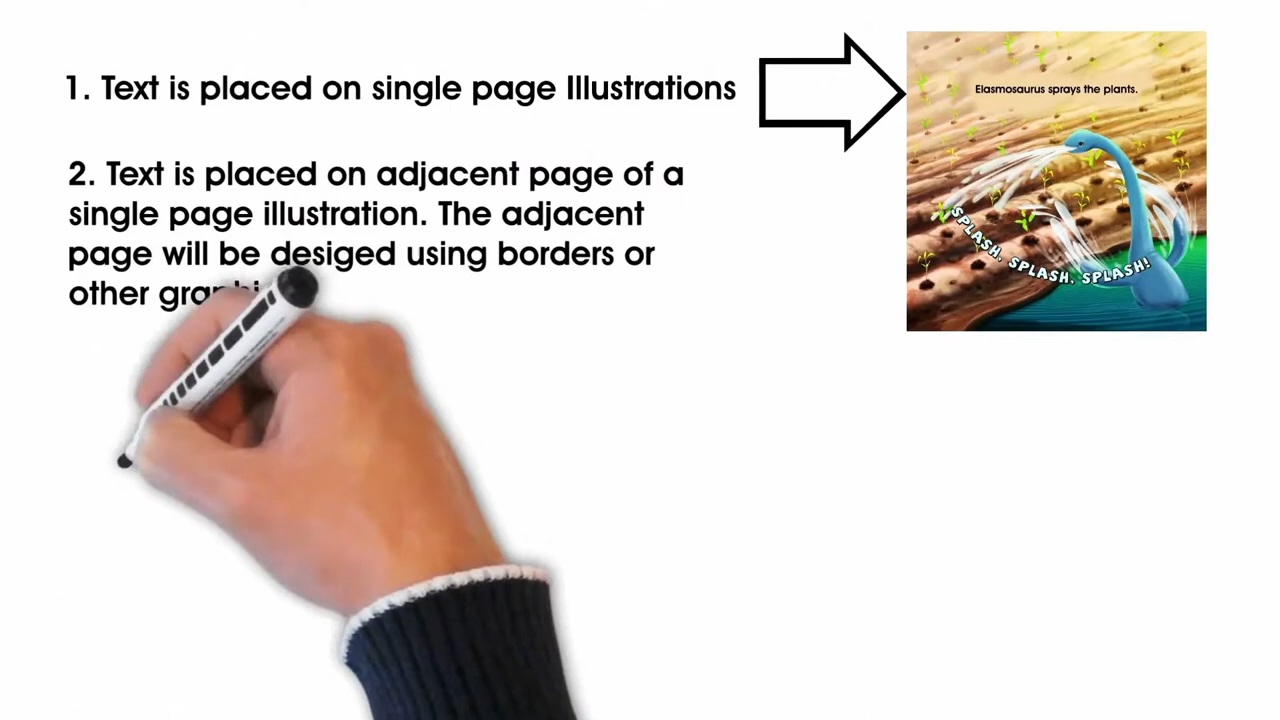 1. Text is placed on single page Illustrations
Elasmosaurus sprays the plants.
SPLASH, SPLASH, SPLASH!
2. Text is placed on adjacent page of a
single page illustration. The adjacent
page will be desiged using borders or
other